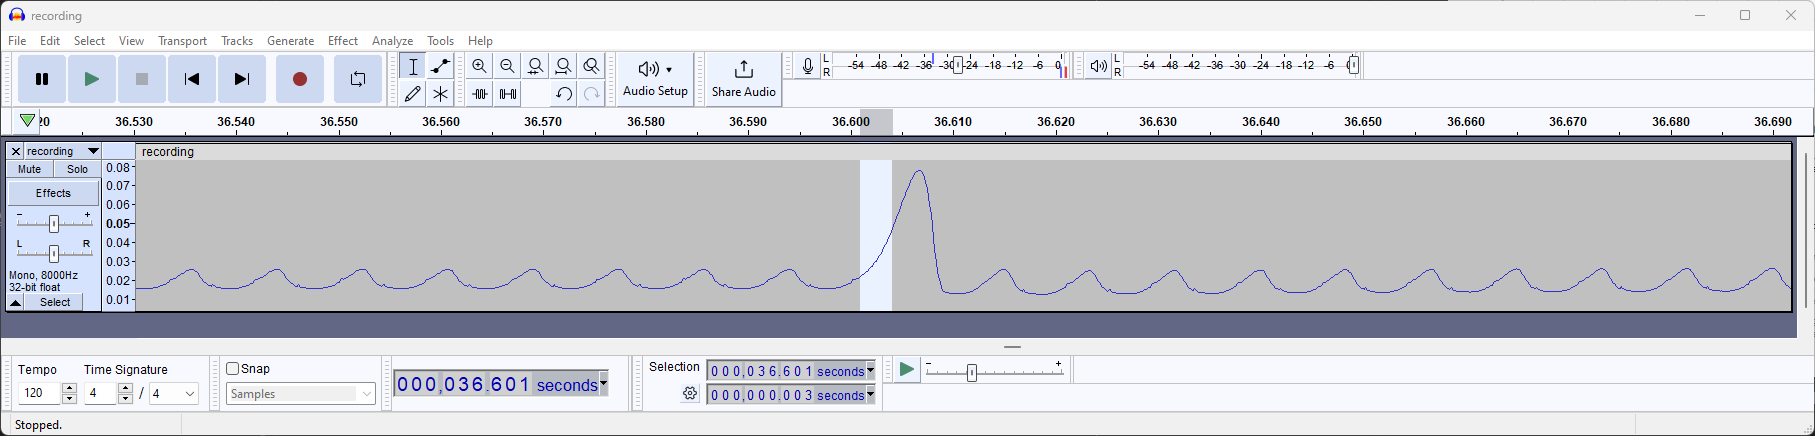 recording
File Edit Select View Transport Tracks Generate Effect Analyze Tools Help
Audio Setup
Share Audio
L
R
-54 -48 -42 -36 -30 -24 -18 -12 -6 0
L
R
-54 -48 -42 -36 -30 -24 -18 -12 -6
20 36.530 36.540 36.550 36.560 36.570 36.580 36.590 36.600 36.610 36.620 36.630 36.640 36.650 36.660 36.670 36.680 36.690
recording
recording
Mute Solo
Effects
- +
L R
Mono, 8000Hz
32-bit float
Select
0.08
0.07
0.06
0.05
0.04
0.03
0.02
0.01
Tempo
120
Time Signature
4 / 4
Snap
Samples
000,036.601 seconds
Selection
000,036.601 seconds
000,000.003 seconds
- +
Stopped.